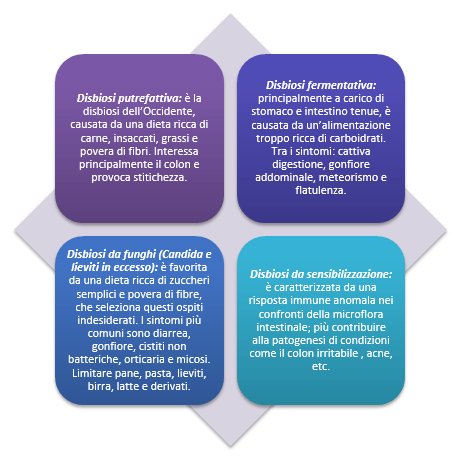 Disbiosi putrefattiva: è la
disbiosi dell'Occidente,
causata da una dieta ricca di
carne, insaccati, grassi e
povera di fibri. Interessa
principalmente il colon e
provoca stitichezza.
Disbiosi fermentativa:
principalmente a carico di
stomaco e intestino tenue, è
causata da un'alimentazione
troppo ricca di carboidrati.
Tra i sintomi: cattiva
digestione, gonfiore
addominale, meteorismo e
flatulenza.
Disbiosi da funghi (Candida e
lieviti in eccesso): è favorita
da una dieta ricca di zuccheri
semplici e povera di fibre,
che seleziona questi ospiti
indesiderati. I sintomi più
comuni sono diarrea,
gonfiore, cistiti non
batteriche, orticaria e micosi.
Limitare pane, pasta, lieviti,
birra, latte e derivati.
Disbiosi da sensibilizzazione:
è caratterizzata da una
risposta immune anomala nei
confronti della microflora
intestinale; più contribuire
alla patogenesi di condizioni
come il colon irritabile , acne,
etc.